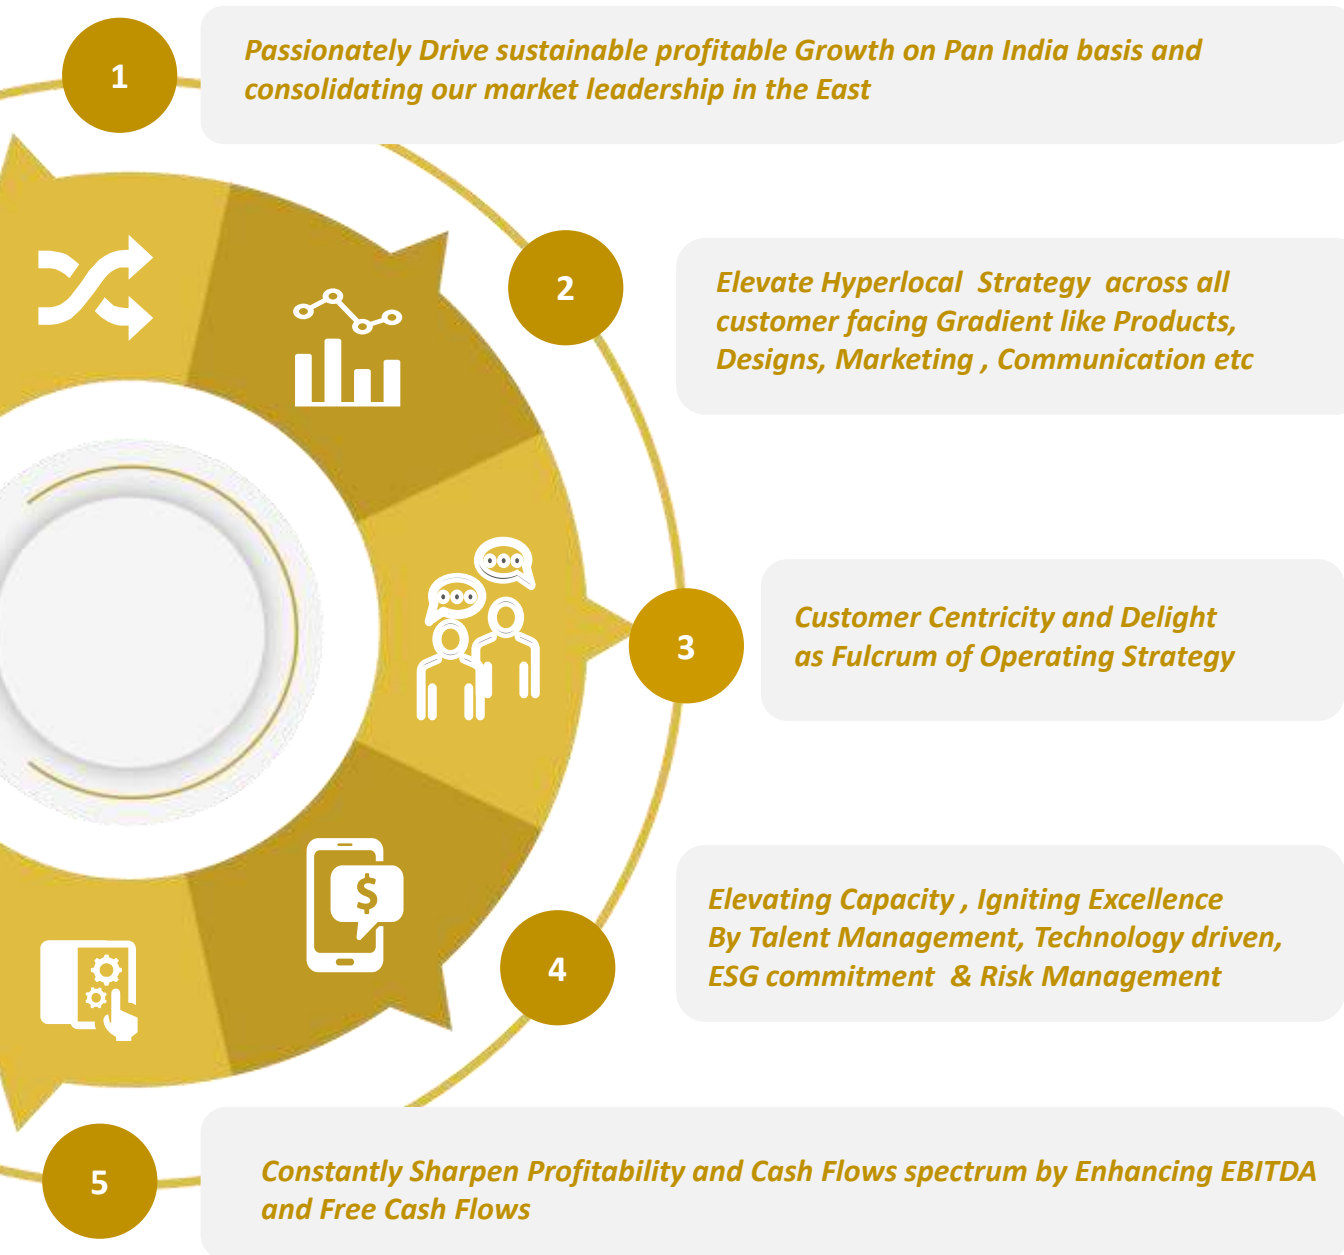 1
Passionately Drive sustainable profitable Growth on Pan India basis and
consolidating our market leadership in the East
2
Elevate Hyperlocal Strategy across all
customer facing Gradient like Products,
Designs, Marketing , Communication etc
3
Customer Centricity and Delight
as Fulcrum of Operating Strategy
$
4
Elevating Capacity , Igniting Excellence
By Talent Management, Technology driven,
ESG commitment & Risk Management
5
Constantly Sharpen Profitability and Cash Flows spectrum by Enhancing EBITDA
and Free Cash Flows